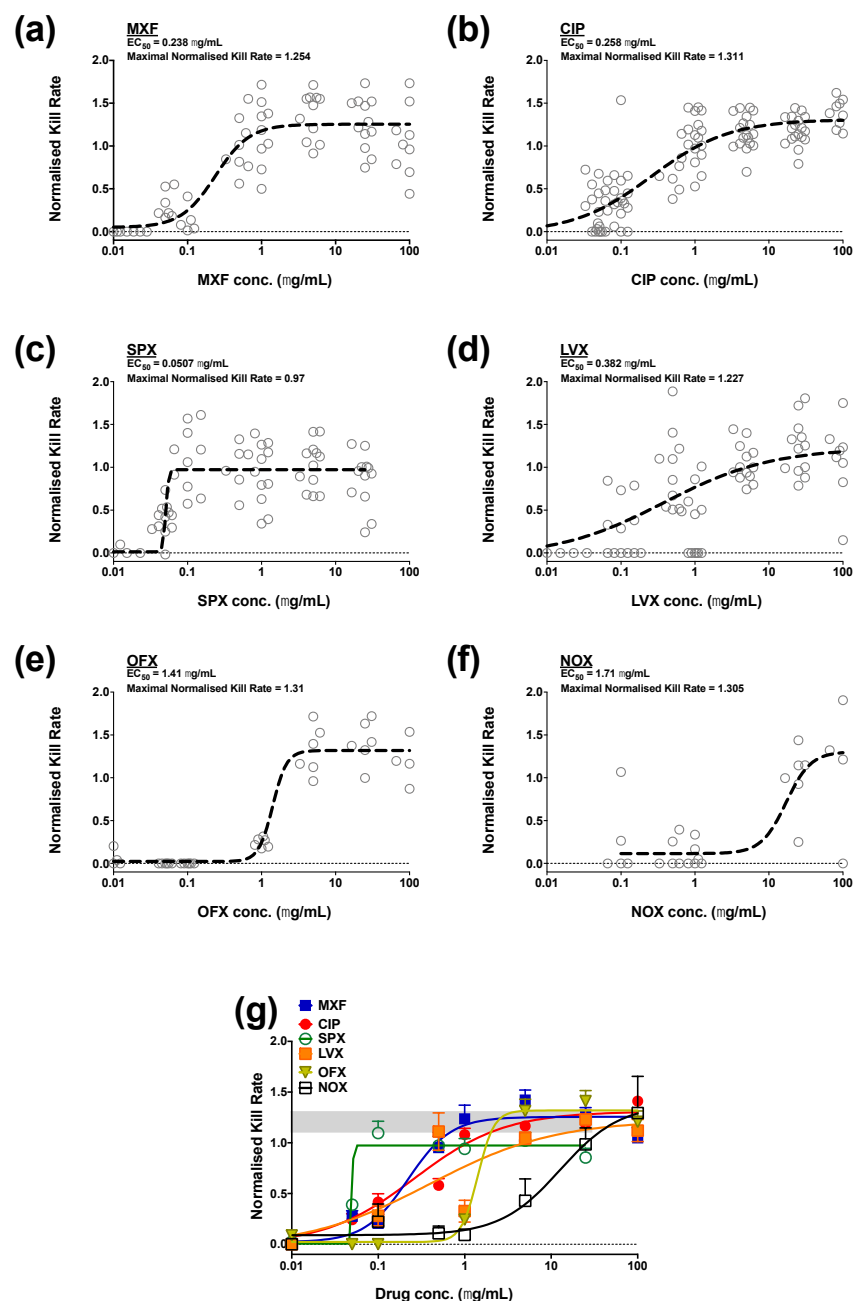 (a)
MXF
EC50 = 0.238 mg/mL
Maximal Normalised Kill Rate = 1.254
2.0
1.5
1.0
0.5
0.0
Normalised Kill Rate
0.01 0.1 1 10 100
MXF conc. (mg/mL)
(b)
CIP
EC50 = 0.258 mg/mL
Maximal Normalised Kill Rate = 1.311
2.0
1.5
1.0
0.5
0.0
Normalised Kill Rate
0.01 0.1 1 10 100
CIP conc. (mg/mL)
(c)
SPX
EC50 = 0.0507 mg/mL
Maximal Normalised Kill Rate = 0.97
2.0
1.5
1.0
0.5
0.0
Normalised Kill Rate
0.01 0.1 1 10 100
SPX conc. (mg/mL)
(d)
LVX
EC50 = 0.382 mg/mL
Maximal Normalised Kill Rate = 1.227
2.0
1.5
1.0
0.5
0.0
Normalised Kill Rate
0.01 0.1 1 10 100
LVX conc. (mg/mL)
(e)
OFX
EC50 = 1.41 mg/mL
Maximal Normalised Kill Rate = 1.31
2.0
1.5
1.0
0.5
0.0
Normalised Kill Rate
0.01 0.1 1 10 100
OFX conc. (mg/mL)
(f)
NOX
EC50 = 1.71 mg/mL
Maximal Normalised Kill Rate = 1.305
2.0
1.5
1.0
0.5
0.0
Normalised Kill Rate
0.01 0.1 1 10 100
NOX conc. (mg/mL)
(g)
MXF
CIP
SPX
LVX
OFX
NOX
2.0
1.5
1.0
0.5
0.0
Normalised Kill Rate
0.01 0.1 1 10 100
Drug conc. (mg/mL)